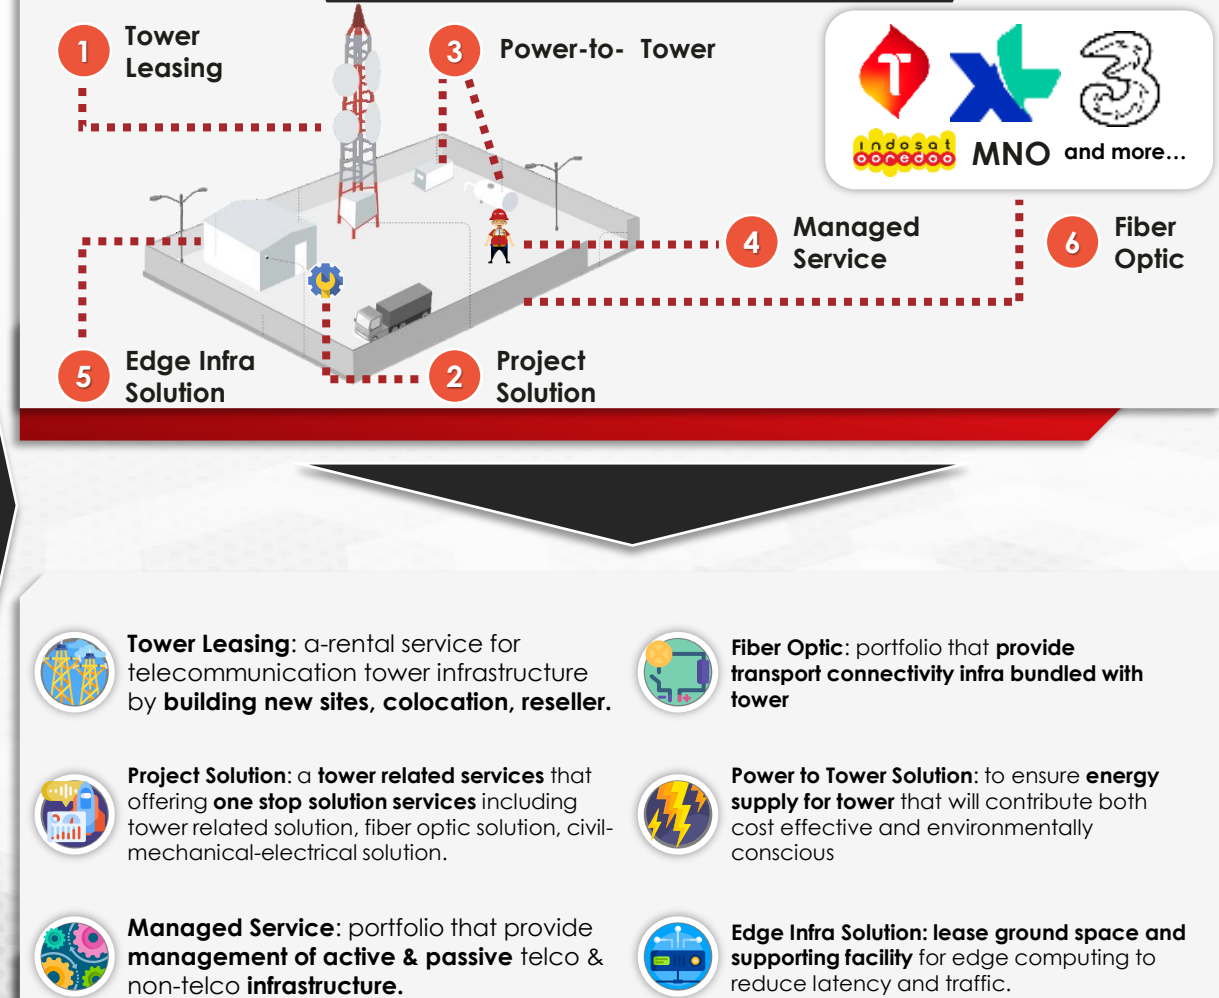 1
Tower
Leasing
3
Power-to- Tower
T
XL
3
indosat
ooredoo
MNO and more...
4
Managed
Service
6
Fiber
Optic
5
Edge Infra
Solution
2
Project
Solution
Tower Leasing: a-rental service for
telecommunication tower infrastructure
by building new sites, colocation, reseller.
Fiber Optic: portfolio that provide
transport connectivity infra bundled with
tower
Project Solution: a tower related services that
offering one stop solution services including
tower related solution, fiber optic solution, civil-
mechanical-electrical solution.
Power to Tower Solution: to ensure energy
supply for tower that will contribute both
cost effective and environmentally
conscious
Managed Service: portfolio that provide
management of active & passive telco &
non-telco infrastructure.
Edge Infra Solution: lease ground space and
supporting facility for edge computing to
reduce latency and traffic.